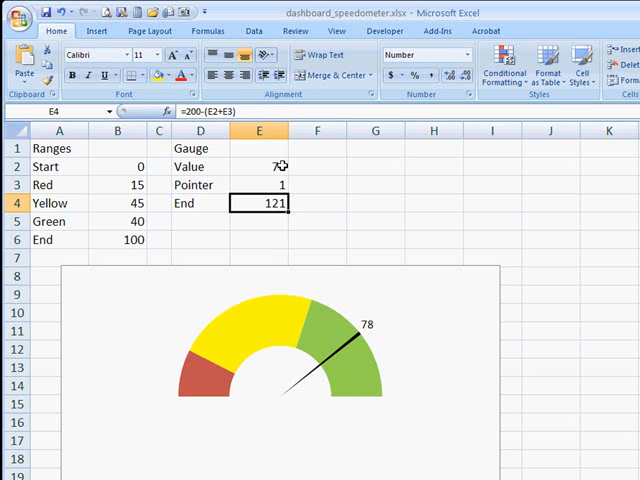 dashboard_speedometer.xlsx - Microsoft Excel
Home Insert Page Layout Formulas Data Review View Developer Add-Ins Acrobat
Paste
Calibri 11 A A
B I U A
Wrap Text
Merge & Center
Number
$ % ,
Conditional Formatting
Format as Table
Cell Styles
Insert
Delete
Clipboard Font Alignment Number Styles
E4 fx =200-(E2+E3)
A B C D E F G H I J K
1 Ranges Gauge
2 Start 0 Value
3 Red 15 Pointer 1
4 Yellow 45 End 121
5 Green 40
6 End 100
7
8
9
10
11
12
13
14
15
16
17
18
19
78